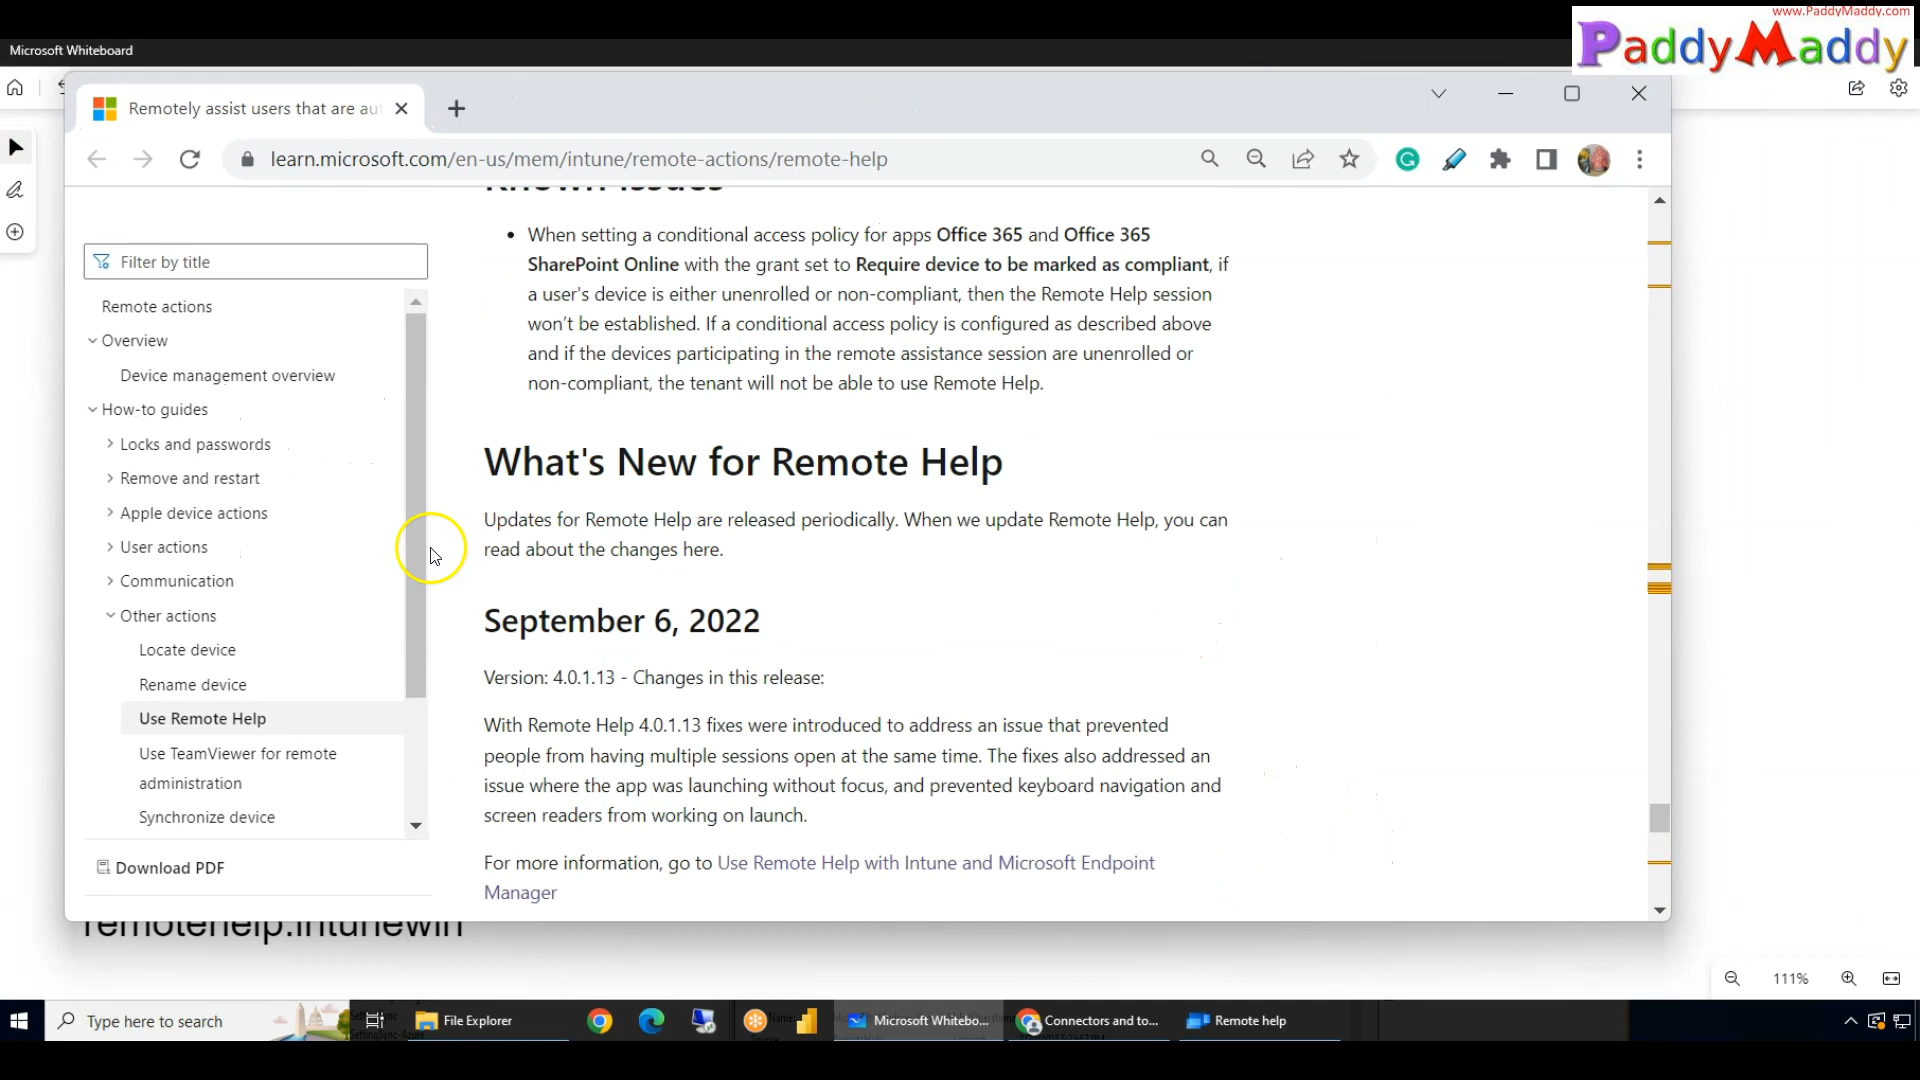 www.PaddyMaddy.com
PaddyMaddy
Microsoft Whiteboard
Remotely assist users that are au
learn.microsoft.com/en-us/mem/intune/remote-actions/remote-help
Known Issues
Filter by title
Remote actions
Overview
Device management overview
How-to guides
Locks and passwords
Remove and restart
Apple device actions
User actions
Communication
Other actions
Locate device
Rename device
Use Remote Help
Use TeamViewer for remote
administration
Synchronize device
Download PDF
When setting a conditional access policy for apps Office 365 and Office 365
SharePoint Online with the grant set to Require device to be marked as compliant, if
a user's device is either unenrolled or non-compliant, then the Remote Help session
won't be established. If a conditional access policy is configured as described above
and if the devices participating in the remote assistance session are unenrolled or
non-compliant, the tenant will not be able to use Remote Help.
What's New for Remote Help
Updates for Remote Help are released periodically. When we update Remote Help, you can
read about the changes here.
September 6, 2022
Version: 4.0.1.13 - Changes in this release:
With Remote Help 4.0.1.13 fixes were introduced to address an issue that prevented
people from having multiple sessions open at the same time. The fixes also addressed an
issue where the app was launching without focus, and prevented keyboard navigation and
screen readers from working on launch.
For more information, go to Use Remote Help with Intune and Microsoft Endpoint
Manager
remotehelp.intunewin
111%
Type here to search
File Explorer
Microsoft Whitebo...
Connectors and to...
Remote help